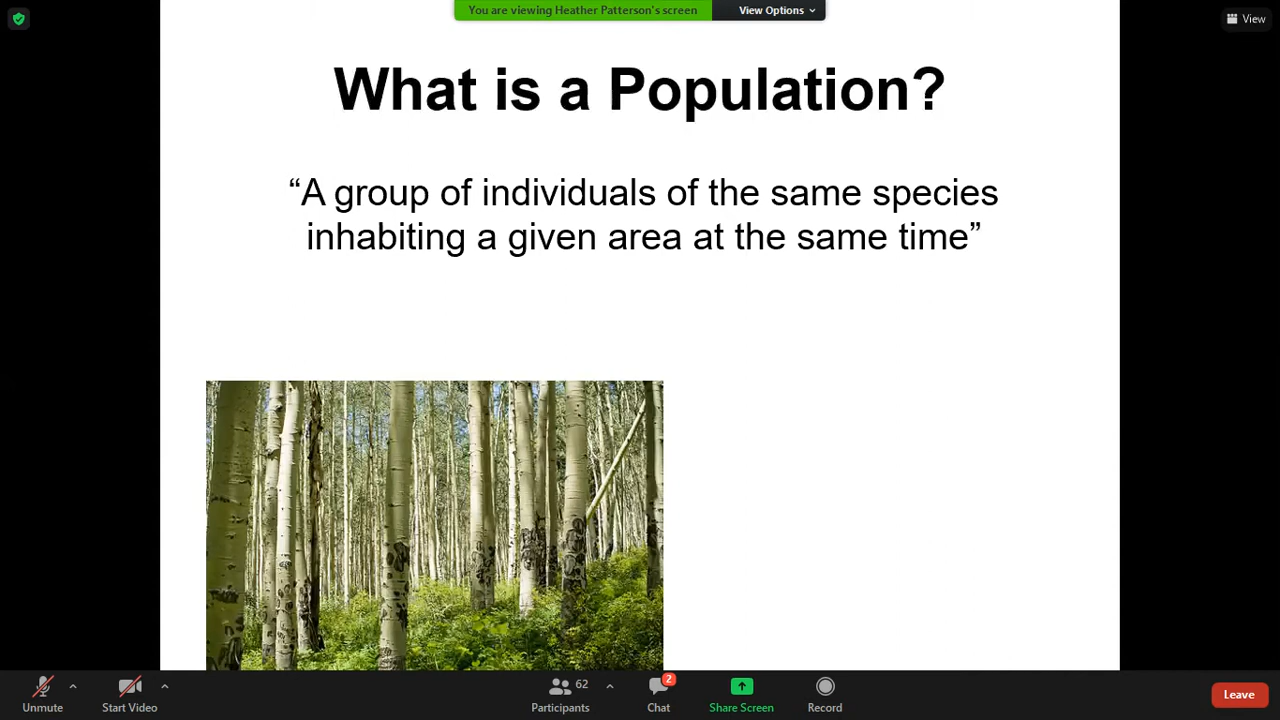 You are viewing Heather Patterson's screen
View Options
View
What is a Population?
“A group of individuals of the same species
inhabiting a given area at the same time”
Unmute
Start Video
62
Participants
2
Chat
Share Screen
Record
Leave